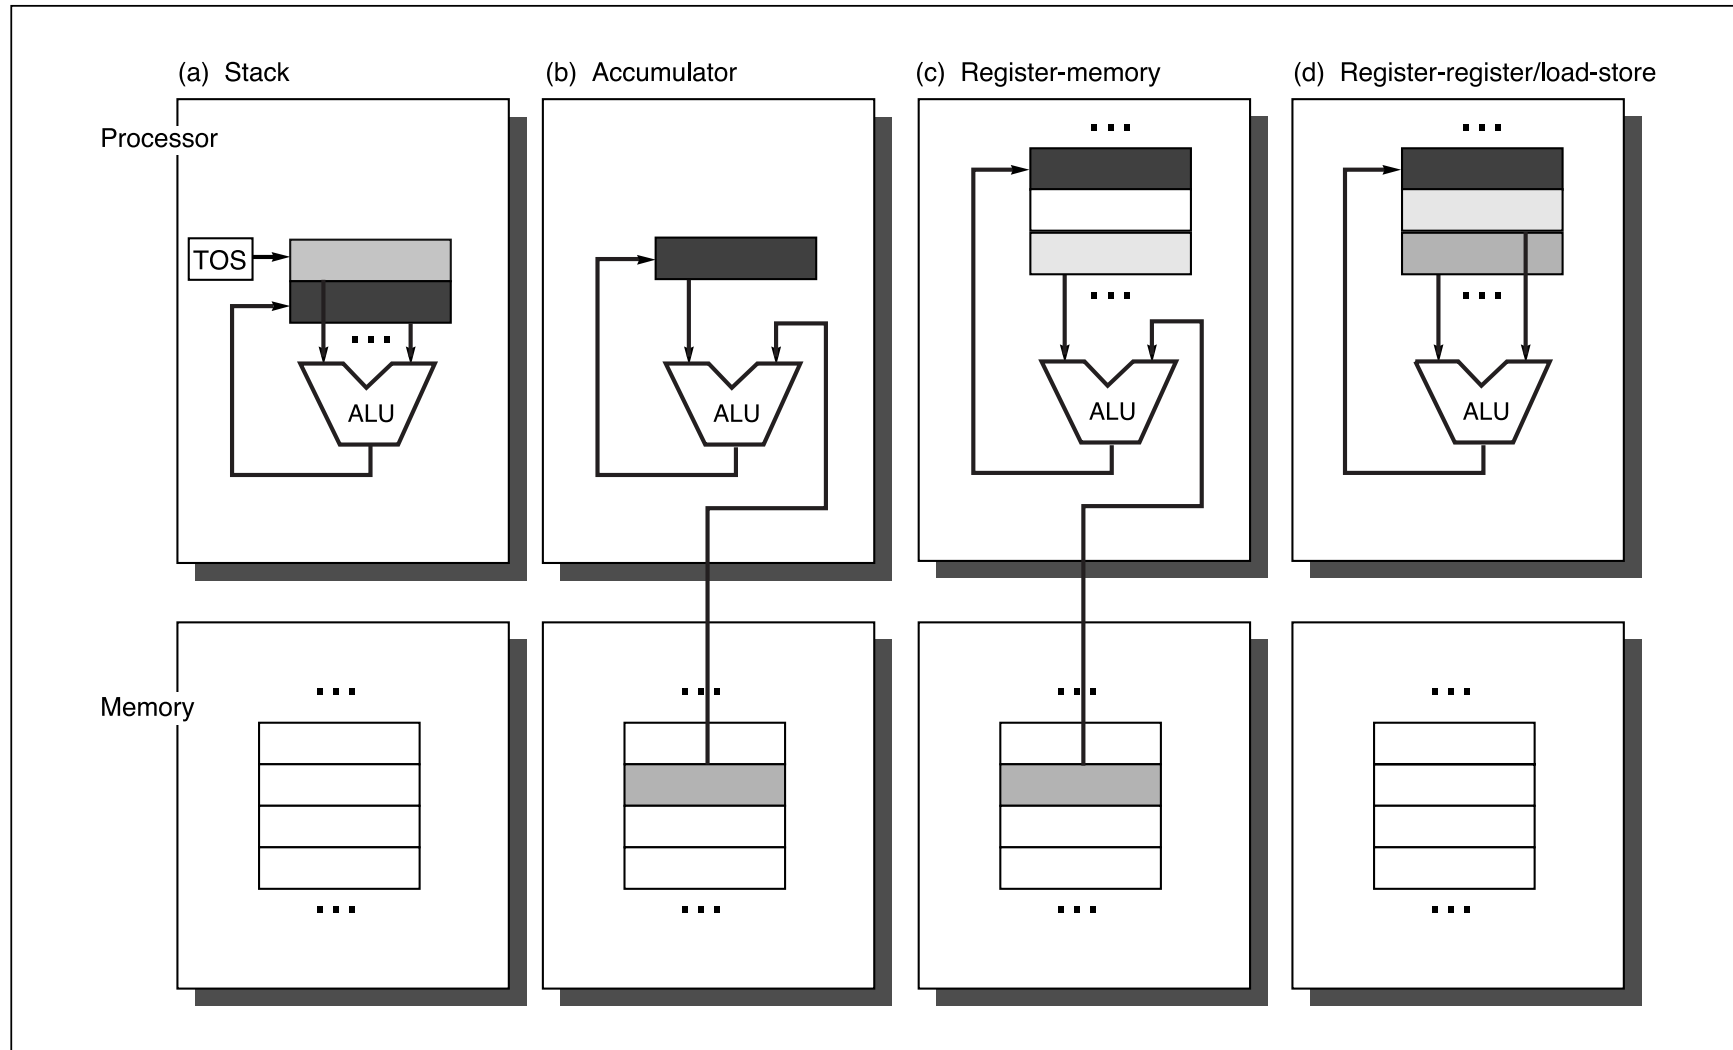 (a) Stack
(b) Accumulator
(c) Register-memory
(d) Register-register/load-store
Processor
...
...
TOS
...
...
...
ALU
ALU
ALU
ALU
Memory
...
...
...
...
...
...
...
...